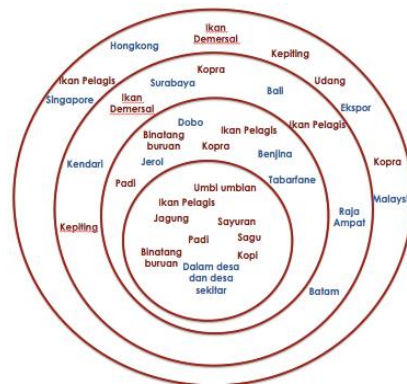 Ikan
Demersal
Hongkong
Kepiting
Kopra
Ikan Pelagis
Surabaya
Udang
Singapore
Ikan
Demersal
Bali
Ekspor
Dobo
Ikan Pelagis
Binatang
buruan
Ikan Pelagis
Kopra
Kendari
Jerol
Benjina
Kopra
Padi
Umbi umbian
Tabarfane
Ikan Pelagis
Malaysia
Jagung
Sayuran
Raja
Ampat
Kepiting
Padi
Sagu
Binatang
buruan
Kopi
Dalam desa
dan desa
sekitar
Batam